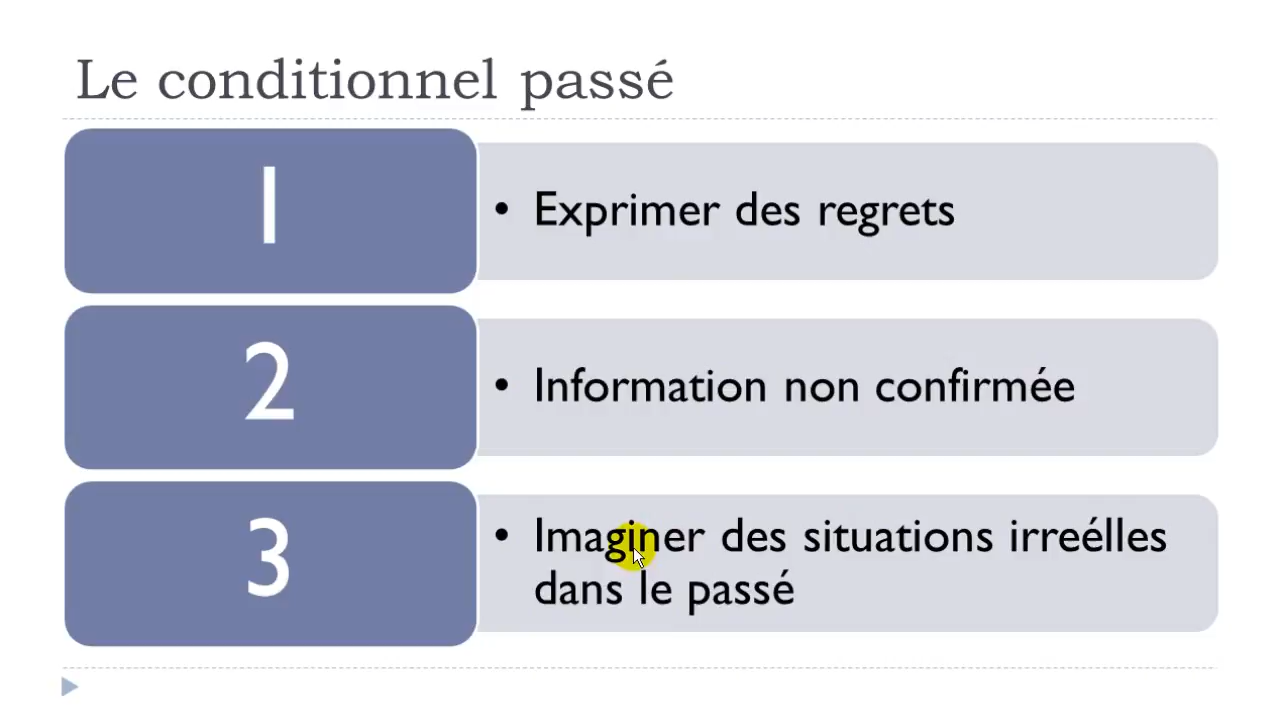 Le conditionnel passé
1
• Exprimer des regrets
2
• Information non confirmée
3
• Imaginer des situations irreélles
dans le passé